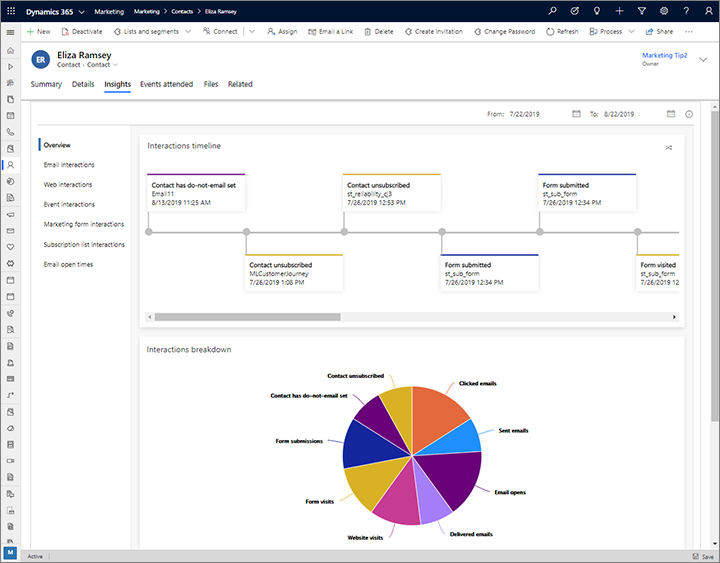 Dynamics 365 Marketing Marketing > Contacts > Eliza Ramsey
New Deactivate Lists and segments Connect Assign Email a Link Delete Create Invitation Change Password Refresh Process Share
ER
Eliza Ramsey
Contact · Contact
Marketing Tip2
Owner
Summary Details Insights Events attended Files Related
From: 7/22/2019 To: 8/22/2019
Overview
Email interactions
Web interactions
Event interactions
Marketing form interactions
Subscription list interactions
Email open times
Interactions timeline
Contact has do-not-email set
Email11
8/13/2019 11:25 AM
Contact unsubscribed
st_reliability_q3
7/26/2019 12:53 PM
Form submitted
st_sub_form
7/26/2019 12:34 PM
Contact unsubscribed
MLCustomerJourney
7/26/2019 1:08 PM
Form submitted
st_sub_form
7/26/2019 12:34 PM
Form visited
st_sub_form
7/26/2019 12:5
Interactions breakdown
Contact unsubscribed
Clicked emails
Contact has do-not-email set
Sent emails
Form submissions
Email opens
Form visits
Delivered emails
Website visits
M
Active
Save